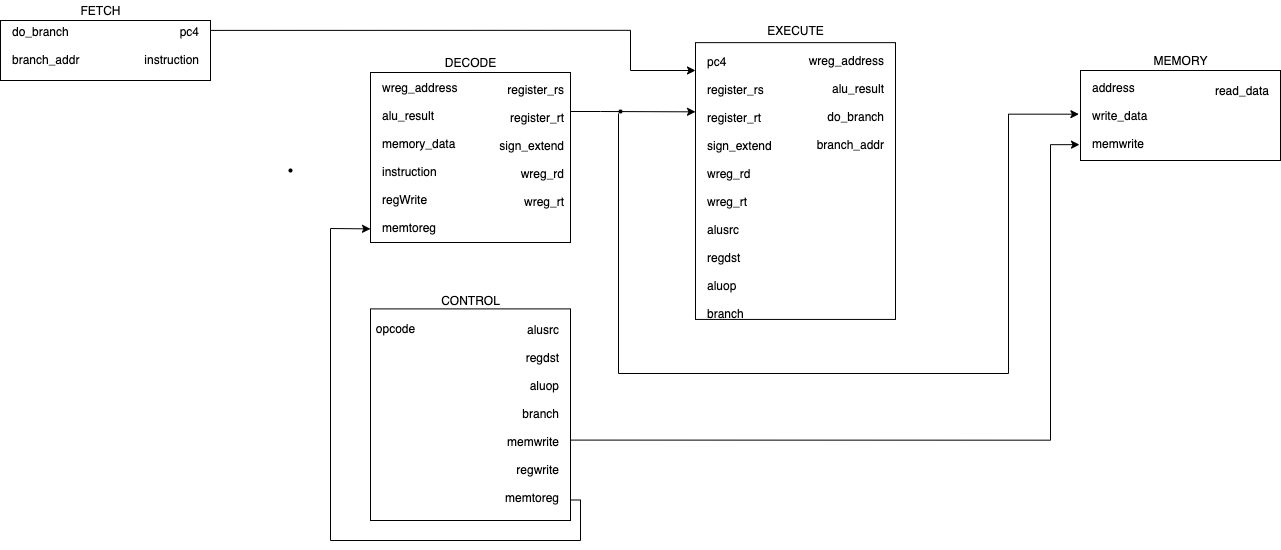 FETCH
do_branch pc4
branch_addr instruction
DECODE
wreg_address register_rs
alu_result register_rt
memory_data sign_extend
instruction wreg_rd
regWrite wreg_rt
memtoreg
CONTROL
opcode alusrc
regdst
aluop
branch
memwrite
regwrite
memtoreg
EXECUTE
pc4 wreg_address
register_rs alu_result
register_rt do_branch
sign_extend branch_addr
wreg_rd
wreg_rt
alusrc
regdst
aluop
branch
MEMORY
address read_data
write_data
memwrite